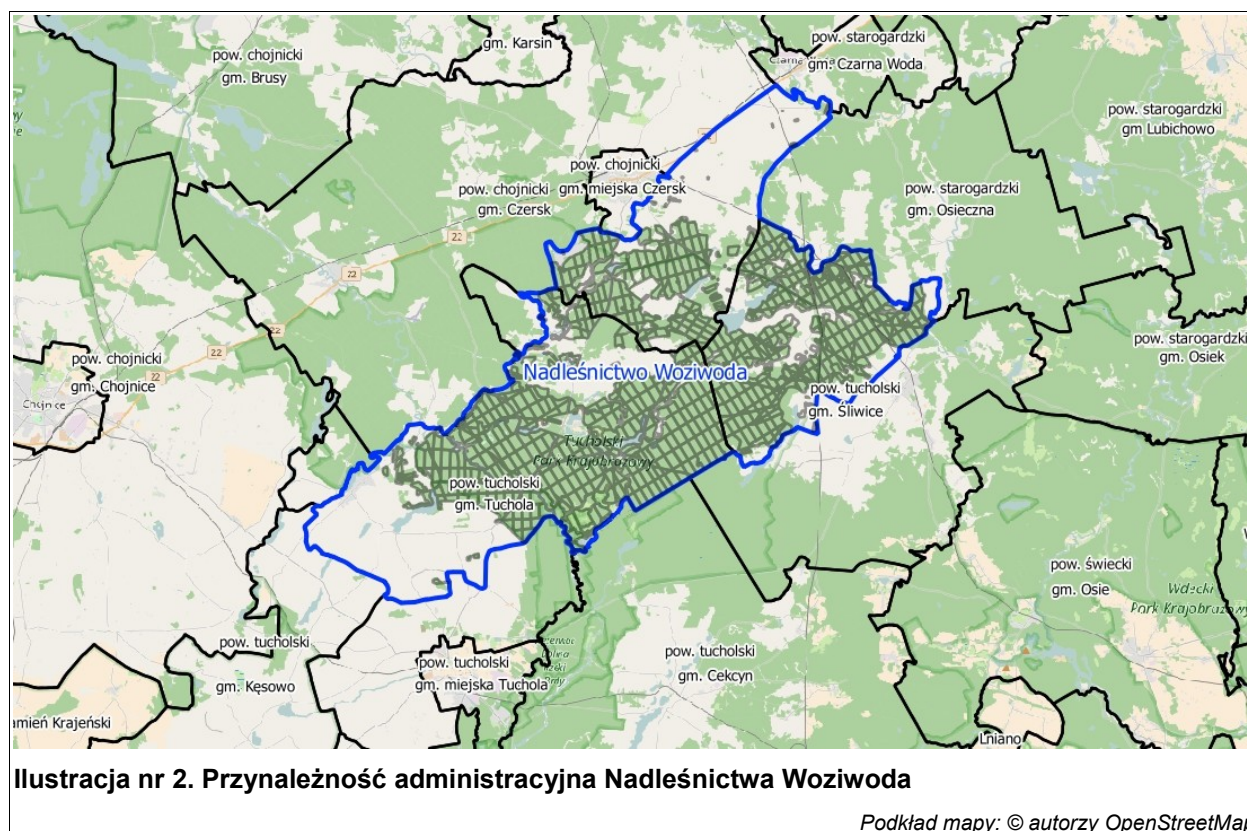 gm. Karsin
pow. chojnicki
gm. Brusy
pow. starogardzki
gm. Czarna Woda
pow. starogardzki
gm Lubichowo
pow. chojnicki
gm. miejska Czersk
pow. chojnicki
gm. Czersk
pow. starogardzki
gm. Osieczna
22
22
22
22
pow. chojnicki
gm. Chojnice
Chojnice
pow. starogardzki
gm. Osiek
Nadleśnictwo Woziwoda
pow. tucholski
gm. Śliwice
Tucholski
Park Krajobrazowy
pow. tucholski
gm. Tuchola
pow. świecki
gm. Osie
Wdecki
Park Krajobrazowy
pow. tucholski
gm. Kęsowo
pow. tucholski
gm. miejska Tuchola
pow. tucholski
gm. Cekcyn
amień Krajeński
Lniano
Ilustracja nr 2. Przynależność administracyjna Nadleśnictwa Woziwoda
Podkład mapy: © autorzy OpenStreetMap